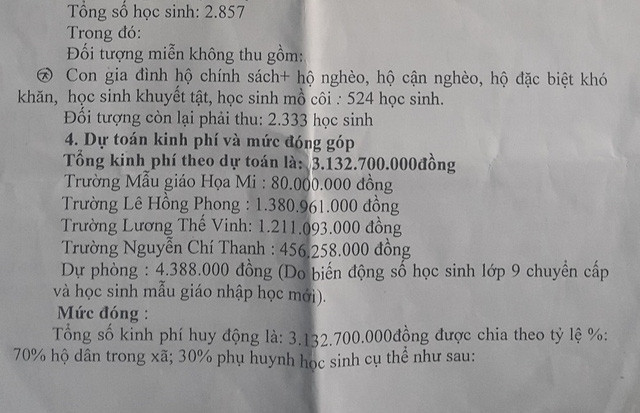 Tổng số học sinh: 2.857
Trong đó:
Đối tượng miễn không thu gồm:
Con gia đình hộ chính sách+ hộ nghèo, hộ cận nghèo, hộ đặc biệt khó
khăn, học sinh khuyết tật, học sinh mồ côi : 524 học sinh.
Đối tượng còn lại phải thu: 2.333 học sinh
4. Dự toán kinh phí và mức đóng góp
Tổng kinh phí theo dự toán là: 3.132.700.000đồng
Trường Mẫu giáo Họa Mi : 80.000.000 đồng
Trường Lê Hồng Phong : 1.380.961.000 đồng
Trường Lương Thế Vinh: 1.211.093.000 đồng
Trường Nguyễn Chí Thanh : 456.258.000 đồng
Dự phòng : 4.388.000 đồng (Do biến động số học sinh lớp 9 chuyển cấp
và học sinh mẫu giáo nhập học mới).
Mức đóng :
Tổng số kinh phí huy động là: 3.132.700.000đồng được chia theo tỷ lệ %:
70% hộ dân trong xã; 30% phụ huynh học sinh cụ thể như sau: